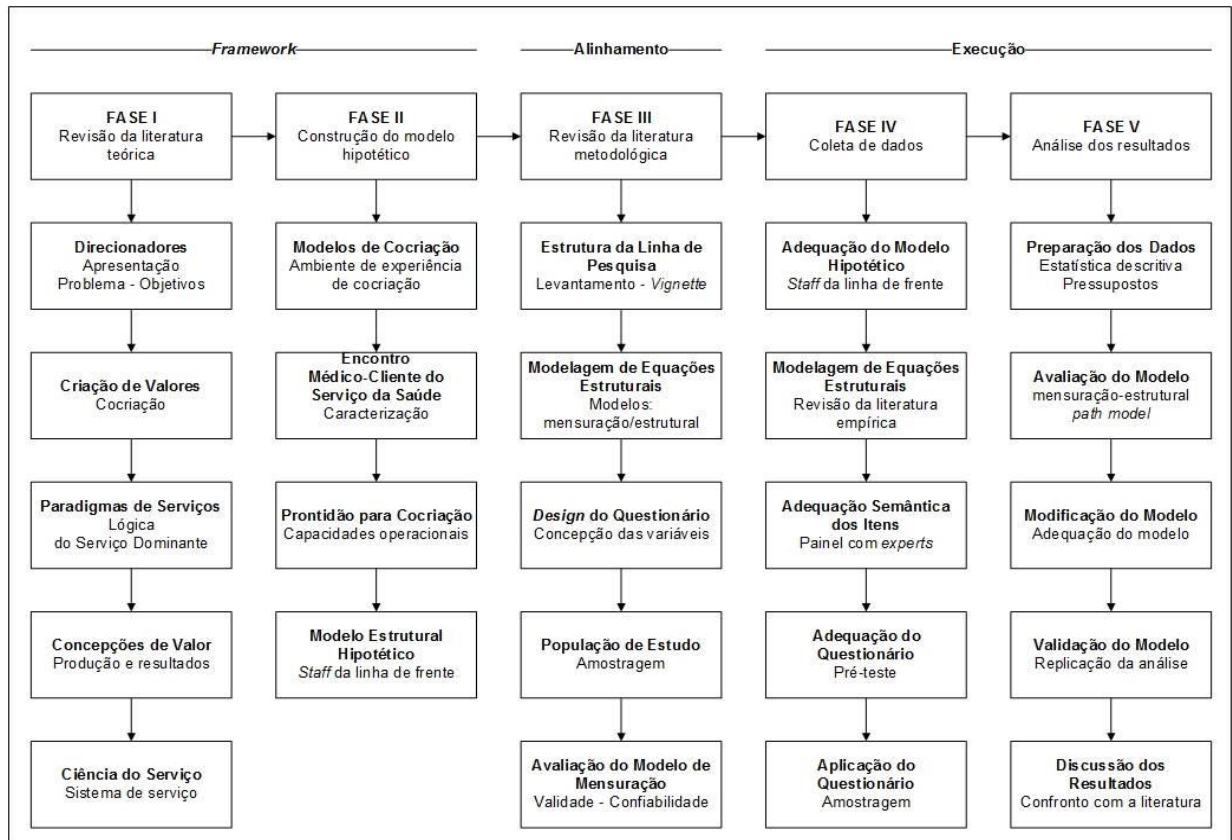 Framework
Alinhamento
Execução
FASE I
Revisão da literatura
teórica
FASE II
Construção do modelo
hipotético
FASE III
Revisão da literatura
metodológica
FASE IV
Coleta de dados
FASE V
Análise dos resultados
Direcionadores
Apresentação
Problema - Objetivos
Modelos de Cocriação
Ambiente de experiência
de cocriação
Estrutura da Linha de
Pesquisa
Levantamento - Vignette
Adequação do Modelo
Hipotético
Staff da linha de frente
Preparação dos Dados
Estatística descritiva
Pressupostos
Criação de Valores
Cocriação
Encontro
Médico-Cliente do
Serviço da Saúde
Caracterização
Modelagem de Equações
Estruturais
Modelos:
mensuração/estrutural
Modelagem de Equações
Estruturais
Revisão da literatura
empírica
Avaliação do Modelo
mensuração-estrutural
path model
Paradigmas de Serviços
Lógica
do Serviço Dominante
Prontidão para Cocriação
Capacidades operacionais
Design do Questionário
Concepção das variáveis
Adequação Semântica
dos Itens
Painel com experts
Modificação do Modelo
Adequação do modelo
Concepções de Valor
Produção e resultados
Modelo Estrutural
Hipotético
Staff da linha de frente
População de Estudo
Amostragem
Adequação do
Questionário
Pré-teste
Validação do Modelo
Replicação da análise
Ciência do Serviço
Sistema de serviço
Avaliação do Modelo de
Mensuração
Validade - Confiabilidade
Aplicação do
Questionário
Amostragem
Discussão dos
Resultados
Confronto com a literatura